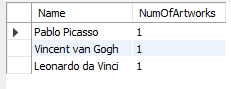 Name NumOfArtworks
Pablo Picasso 1
Vincent van Gogh 1
Leonardo da Vinci 1